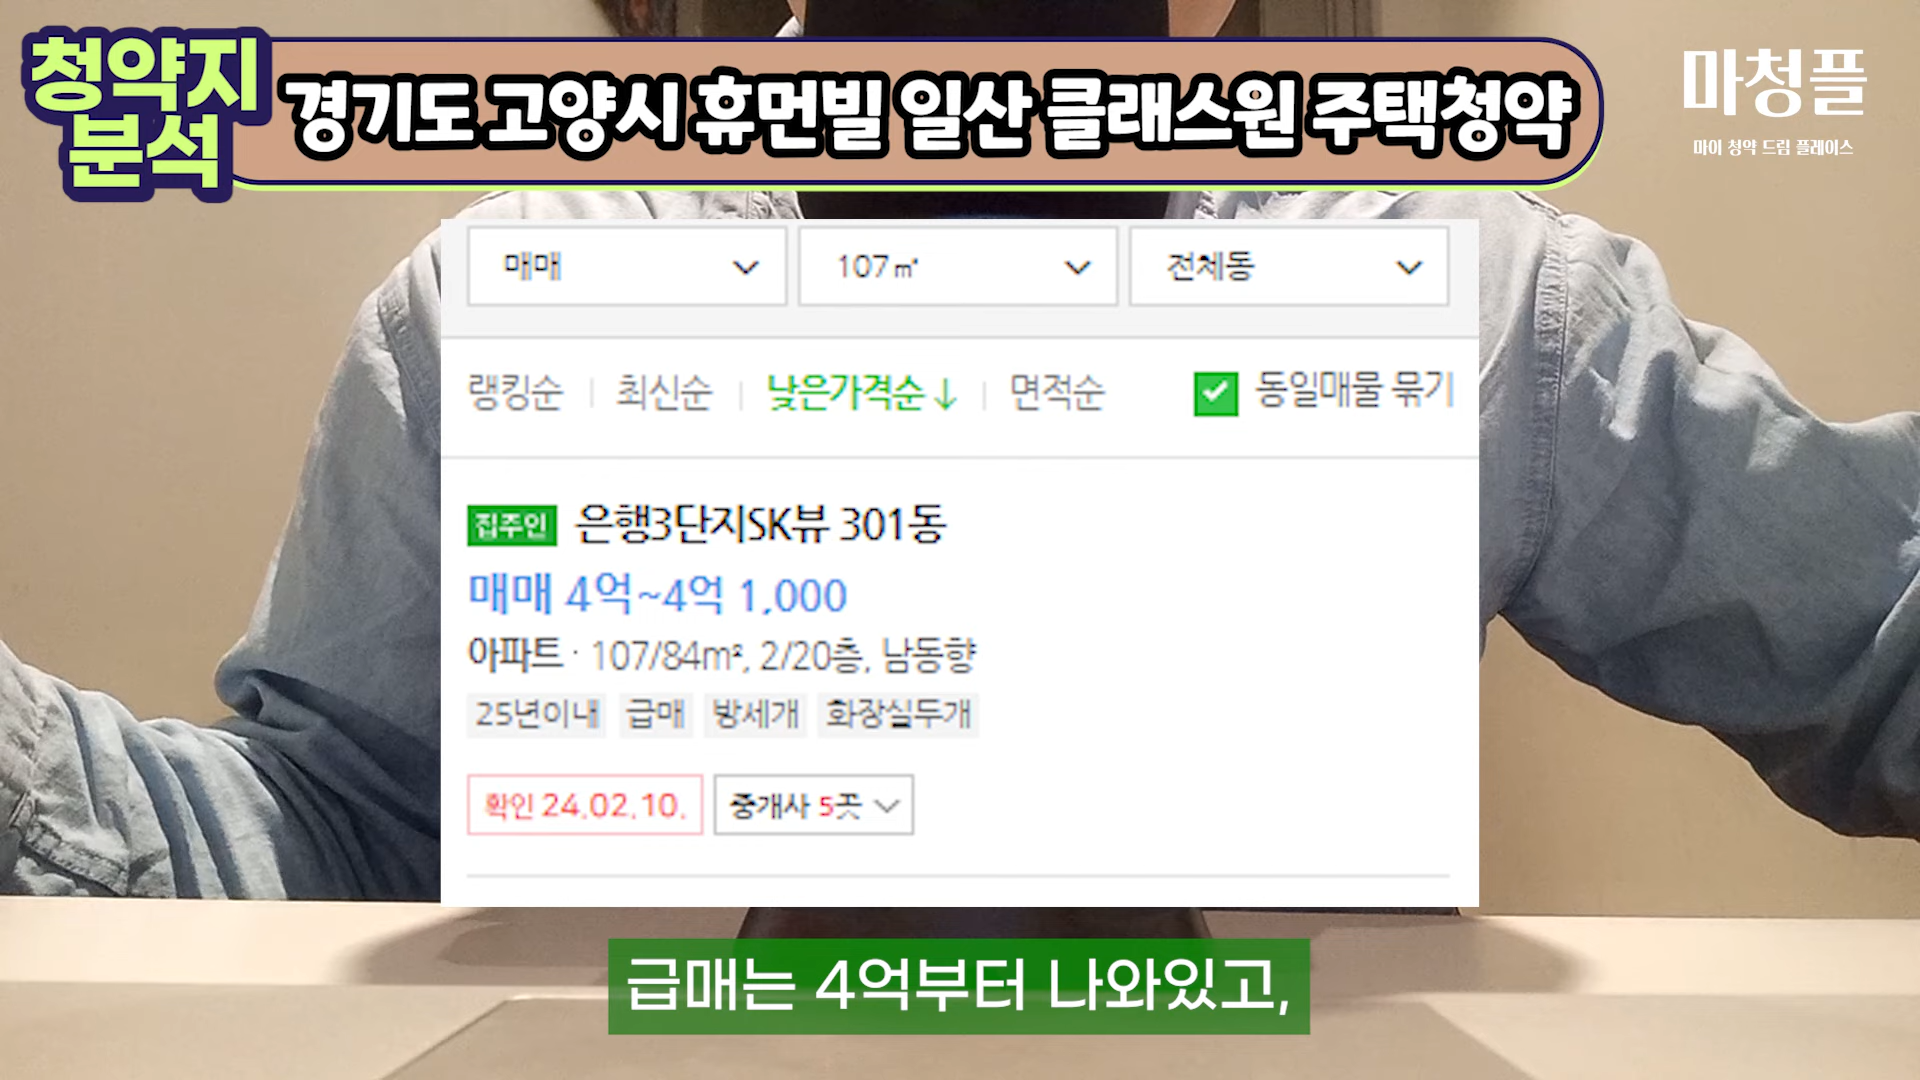 청약지
분석
경기도 고양시 휴먼빌 일산 클래스원 주택청약
마청플
마이 청약 드림 플레이스
매매
107㎡
전체동
랭킹순
최신순
낮은가격순↓
면적순
동일매물 묶기
집주인 은행3단지SK뷰 301동
매매 4억~4억 1,000
아파트 · 107/84m², 2/20층, 남동향
25년이내 급매 방세개 화장실두개
확인 24.02.10. 중개사 5곳
급매는 4억부터 나와있고,